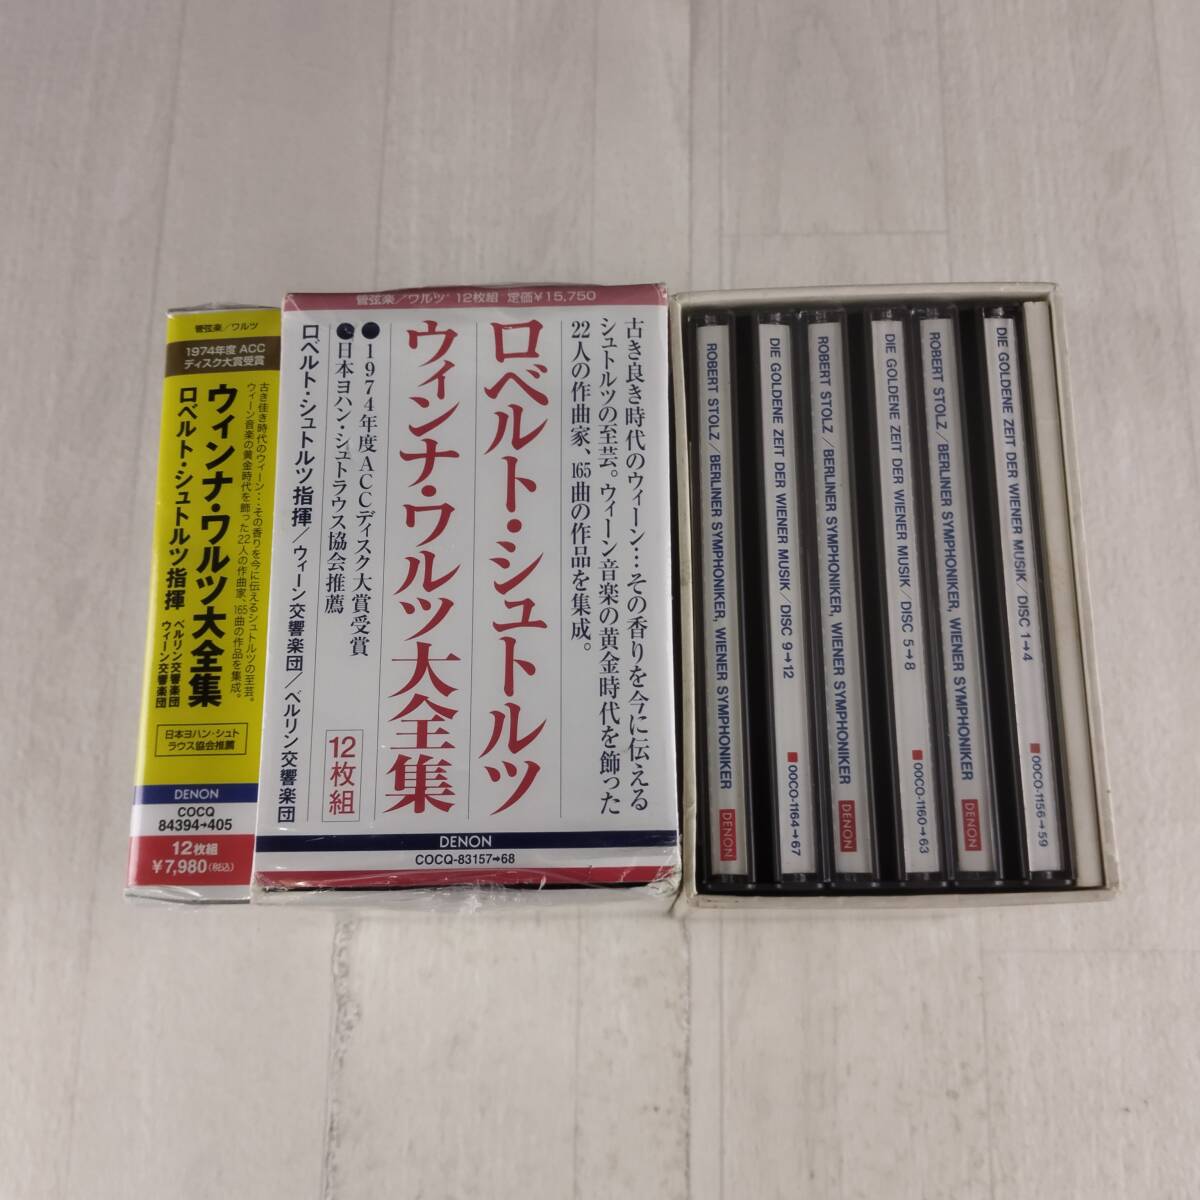 管弦楽/ワルツ
1974年度 ACC
ディスク大賞受賞
古き佳き時代のウィーン…その香りを今に伝えるシュトルツの至芸。
ウィーン音楽の黄金時代を飾った22人の作曲家、165曲の作品を集成。
ウィンナ・ワルツ大全集
ロベルト・シュトルツ指揮
ベルリン交響楽団
ウィーン交響楽団
日本ヨハン・シュト
ラウス協会推薦
DENON
COCQ
84394→405
12枚組
¥7,980(税込)
管弦楽/ワルツ 12枚組 定価¥15,750
古き良き時代のウィーン…その香りを今に伝える
シュトルツの至芸。ウィーン音楽の黄金時代を飾った
22人の作曲家、165曲の作品を集成。
ロベルト・シュトルツ
ウィンナ・ワルツ大全集
●1974年度ACCディスク大賞受賞
●日本ヨハン・シュトラウス協会推薦
12枚組
ロベルト・シュトルツ指揮/ウィーン交響楽団/ベルリン交響楽団
DENON
COCQ-83157→68
ROBERT STOLZ/BERLINER SYMPHONIKER, WIENER SYMPHONIKER DENON
DIE GOLDENE ZEIT DER WIENER MUSIK/DISC 9→12 ■00CO-1164→67
ROBERT STOLZ/BERLINER SYMPHONIKER, WIENER SYMPHONIKER DENON
DIE GOLDENE ZEIT DER WIENER MUSIK/DISC 5→8 ■00CO-1160→63
ROBERT STOLZ/BERLINER SYMPHONIKER, WIENER SYMPHONIKER DENON
DIE GOLDENE ZEIT DER WIENER MUSIK/DISC 1→4 ■00CO-1156→59